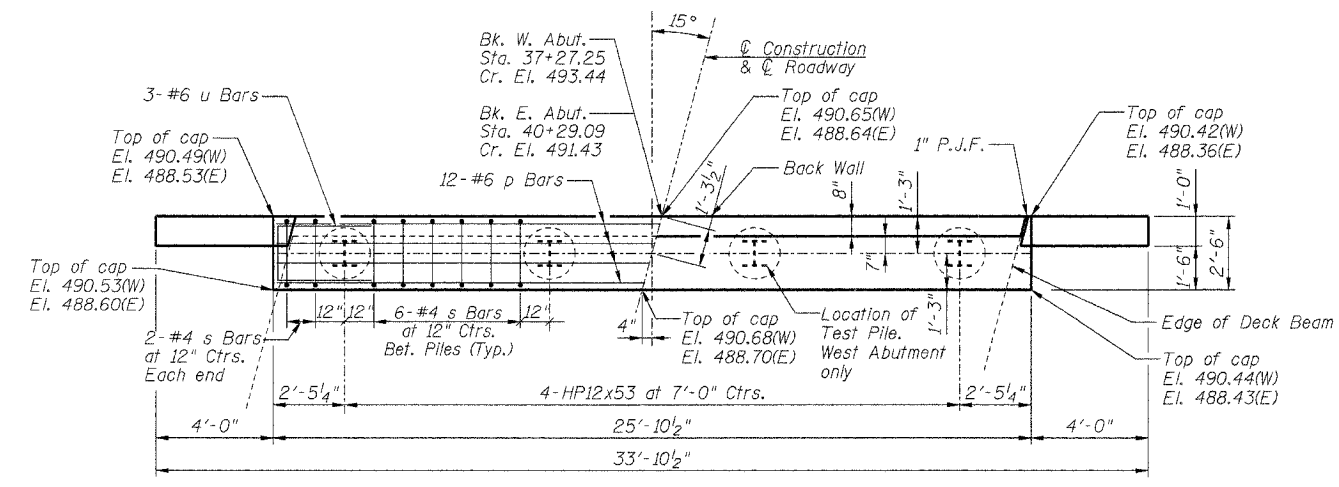 15°
Bk. W. Abut.
Sta. 37+27.25
Cr. El. 493.44
℄ Construction
& ℄ Roadway
3-#6 u Bars
Bk. E. Abut.
Sta. 40+29.09
Cr. El. 491.43
Top of cap
El. 490.65(W)
El. 488.64(E)
Top of cap
El. 490.49(W)
El. 488.53(E)
Top of cap
El. 490.42(W)
El. 488.36(E)
1" P.J.F.
12-#6 p Bars
Back Wall
1'-3½"
8"
1'-3"
7"
1'-0"
1'-6"
2'-6"
1'-3"
Top of cap
El. 490.53(W)
El. 488.60(E)
12"
12"
6-#4 s Bars
at 12" Ctrs.
Bet. Piles (Typ.)
12"
4"
2-#4 s Bars
at 12" Ctrs.
Each end
Top of cap
El. 490.68(W)
El. 488.70(E)
Location of
Test Pile.
West Abutment
only
Edge of Deck Beam
Top of cap
El. 490.44(W)
El. 488.43(E)
2'-5¼"
4-HP12x53 at 7'-0" Ctrs.
2'-5¼"
4'-0"
25'-10½"
4'-0"
33'-10½"